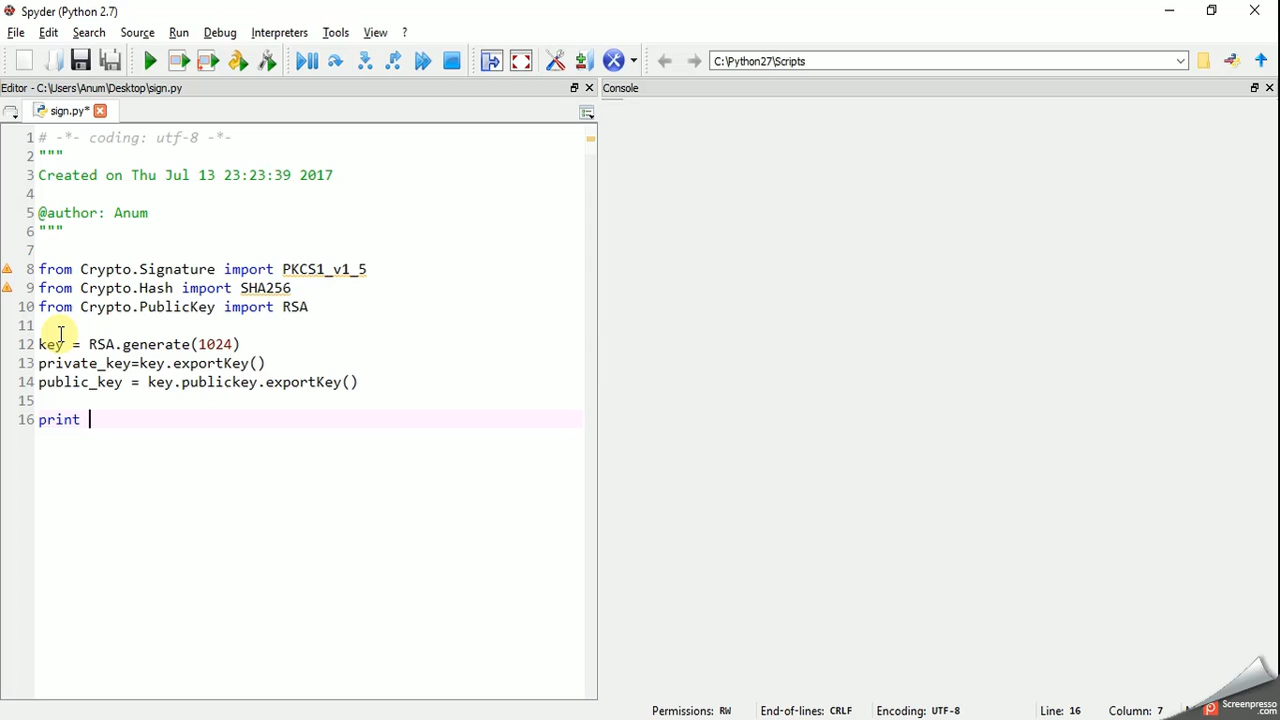 Spyder (Python 2.7)
File Edit Search Source Run Debug Interpreters Tools View ?
C:\Python27\Scripts
Editor - C:\Users\Anum\Desktop\sign.py
Console
sign.py*
1 # -*- coding: utf-8 -*-
2 """
3 Created on Thu Jul 13 23:23:39 2017
4
5 @author: Anum
6 """
7
8 from Crypto.Signature import PKCS1_v1_5
9 from Crypto.Hash import SHA256
10 from Crypto.PublicKey import RSA
11
12 key = RSA.generate(1024)
13 private_key=key.exportKey()
14 public_key = key.publickey.exportKey()
15
16 print
Permissions: RW End-of-lines: CRLF Encoding: UTF-8 Line: 16 Column: 7
Screenpresso
.com